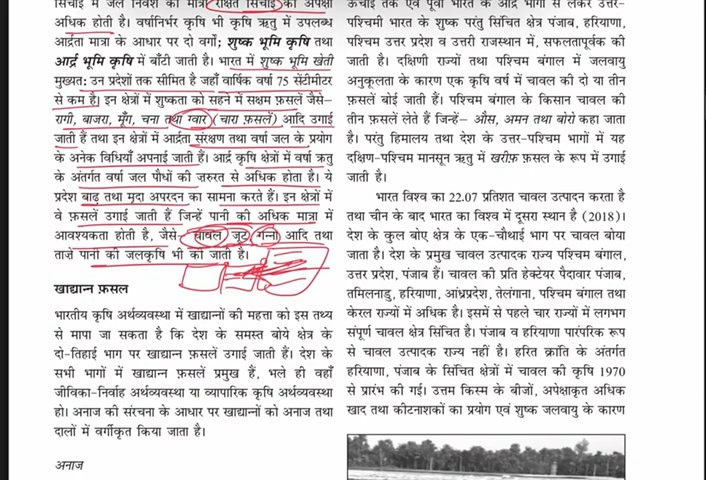 सिंचाई में जल निवेश की मात्रा रक्षित सिंचाई की अपेक्षा
अधिक होती है। वर्षानिर्भर कृषि भी कृषि ऋतु में उपलब्ध
आर्द्रता मात्रा के आधार पर दो वर्गों; शुष्क भूमि कृषि तथा
आर्द्र भूमि कृषि में बाँटी जाती है। भारत में शुष्क भूमि खेती
मुख्यत: उन प्रदेशों तक सीमित है जहाँ वार्षिक वर्षा 75 सेंटीमीटर
से कम है। इन क्षेत्रों में शुष्कता को सहने में सक्षम फ़सलें जैसे–
रागी, बाजरा, मूँग, चना तथा ग्वार (चारा फ़सलें) आदि उगाई
जाती हैं तथा इन क्षेत्रों में आर्द्रता संरक्षण तथा वर्षा जल के प्रयोग
के अनेक विधियाँ अपनाई जाती हैं। आर्द्र कृषि क्षेत्रों में वर्षा ऋतु
के अंतर्गत वर्षा जल पौधों की ज़रुरत से अधिक होता है। ये
प्रदेश बाढ़ तथा मृदा अपरदन का सामना करते हैं। इन क्षेत्रों में
वे फ़सलें उगाई जाती हैं जिन्हें पानी की अधिक मात्रा में
आवश्यकता होती है, जैसे– चावल, जूट, गन्ना आदि तथा
ताज़े पानी की जलकृषि भी की जाती है।
खाद्यान्न फ़सल
भारतीय कृषि अर्थव्यवस्था में खाद्यान्नों की महत्ता को इस तथ्य
से मापा जा सकता है कि देश के समस्त बोये क्षेत्र के
दो-तिहाई भाग पर खाद्यान्न फ़सलें उगाई जाती हैं। देश के
सभी भागों में खाद्यान्न फ़सलें प्रमुख हैं, भले ही वहाँ
जीविका-निर्वाह अर्थव्यवस्था या व्यापारिक कृषि अर्थव्यवस्था
हो। अनाज की संरचना के आधार पर खाद्यान्नों को अनाज तथा
दालों में वर्गीकृत किया जाता है।
अनाज
ऊँचाई तक एवं पूर्वी भारत के आर्द्र भागों से लेकर उत्तर-
पश्चिमी भारत के शुष्क परंतु सिंचित क्षेत्र पंजाब, हरियाणा,
पश्चिम उत्तर प्रदेश व उत्तरी राजस्थान में, सफलतापूर्वक की
जाती है। दक्षिणी राज्यों तथा पश्चिम बंगाल में जलवायु
अनुकूलता के कारण एक कृषि वर्ष में चावल की दो या तीन
फ़सलें बोई जाती हैं। पश्चिम बंगाल के किसान चावल की
तीन फ़सलें लेते हैं जिन्हें– औस, अमन तथा बोरो कहा जाता
है। परंतु हिमालय तथा देश के उत्तर-पश्चिम भागों में यह
दक्षिण-पश्चिम मानसून ऋतु में खरीफ़ फ़सल के रूप में उगाई
जाती है।
भारत विश्व का 22.07 प्रतिशत चावल उत्पादन करता है
तथा चीन के बाद भारत का विश्व में दूसरा स्थान है (2018)।
देश के कुल बोए क्षेत्र के एक-चौथाई भाग पर चावल बोया
जाता है। देश के प्रमुख चावल उत्पादक राज्य पश्चिम बंगाल,
उत्तर प्रदेश, पंजाब हैं। चावल की प्रति हेक्टेयर पैदावार पंजाब,
तमिलनाडु, हरियाणा, आंध्रप्रदेश, तेलंगाना, पश्चिम बंगाल तथा
केरल राज्यों में अधिक है। इसमें से पहले चार राज्यों में लगभग
संपूर्ण चावल क्षेत्र सिंचित है। पंजाब व हरियाणा पारंपरिक रूप
से चावल उत्पादक राज्य नहीं है। हरित क्रांति के अंतर्गत
हरियाणा, पंजाब के सिंचित क्षेत्रों में चावल की कृषि 1970
से प्रारंभ की गई। उत्तम किस्म के बीजों, अपेक्षाकृत अधिक
खाद तथा कीटनाशकों का प्रयोग एवं शुष्क जलवायु के कारण